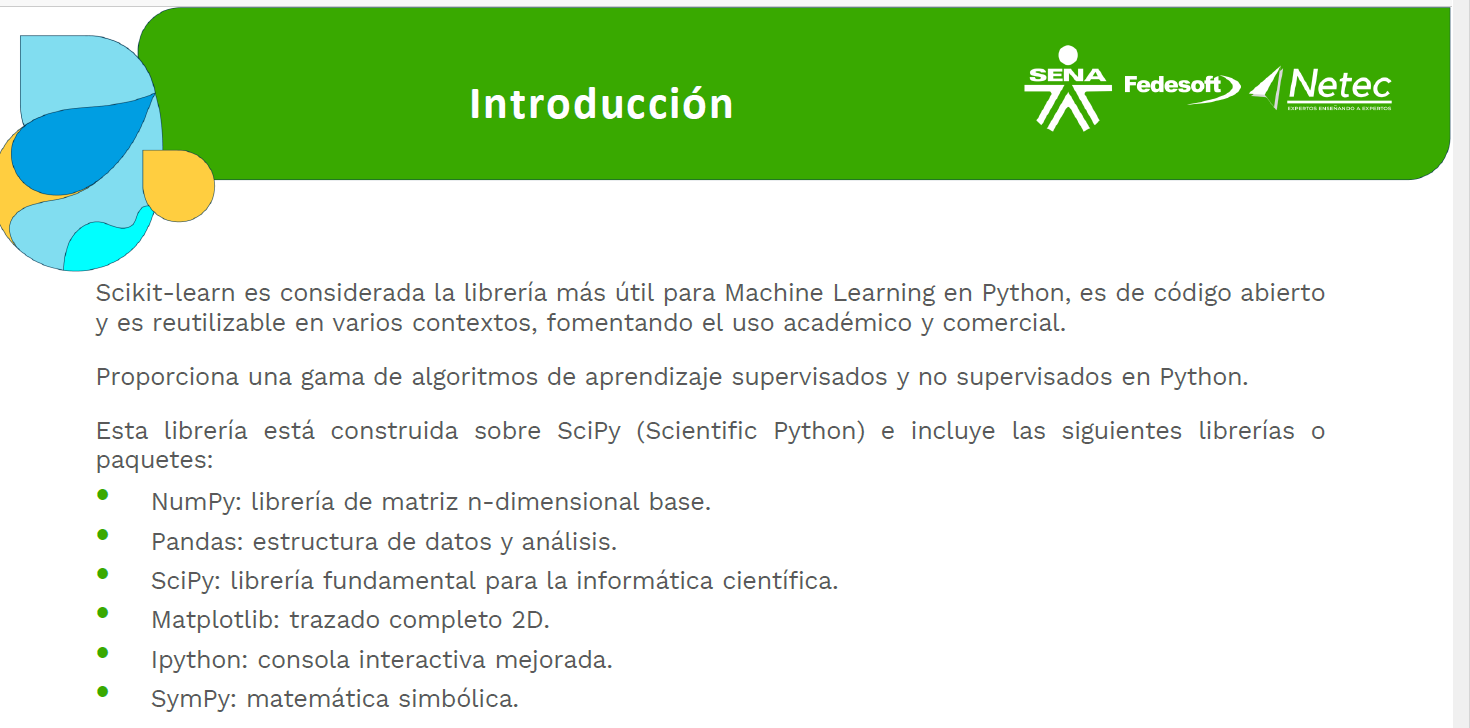 Introducción
SENA
Fedesoft
Netec
EXPERTOS ENSEÑANDO A EXPERTOS
Scikit-learn es considerada la librería más útil para Machine Learning en Python, es de código abierto
y es reutilizable en varios contextos, fomentando el uso académico y comercial.
Proporciona una gama de algoritmos de aprendizaje supervisados y no supervisados en Python.
Esta librería está construida sobre SciPy (Scientific Python) e incluye las siguientes librerías o
paquetes:
• NumPy: librería de matriz n-dimensional base.
• Pandas: estructura de datos y análisis.
• SciPy: librería fundamental para la informática científica.
• Matplotlib: trazado completo 2D.
• Ipython: consola interactiva mejorada.
• SymPy: matemática simbólica.